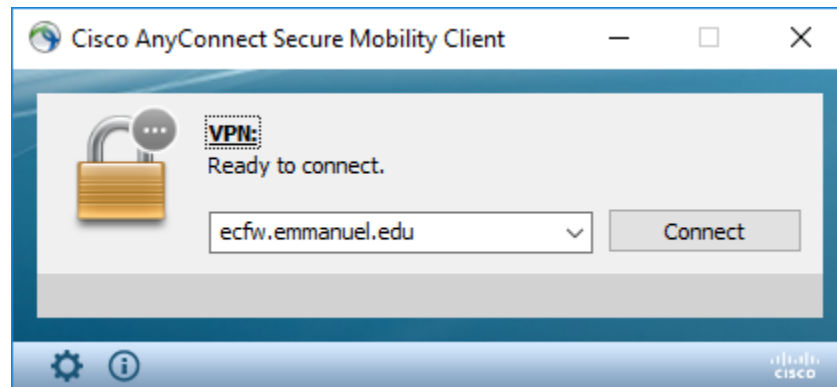 Cisco AnyConnect Secure Mobility Client
VPN:
Ready to connect.
ecfw.emmanuel.edu
Connect
CISCO